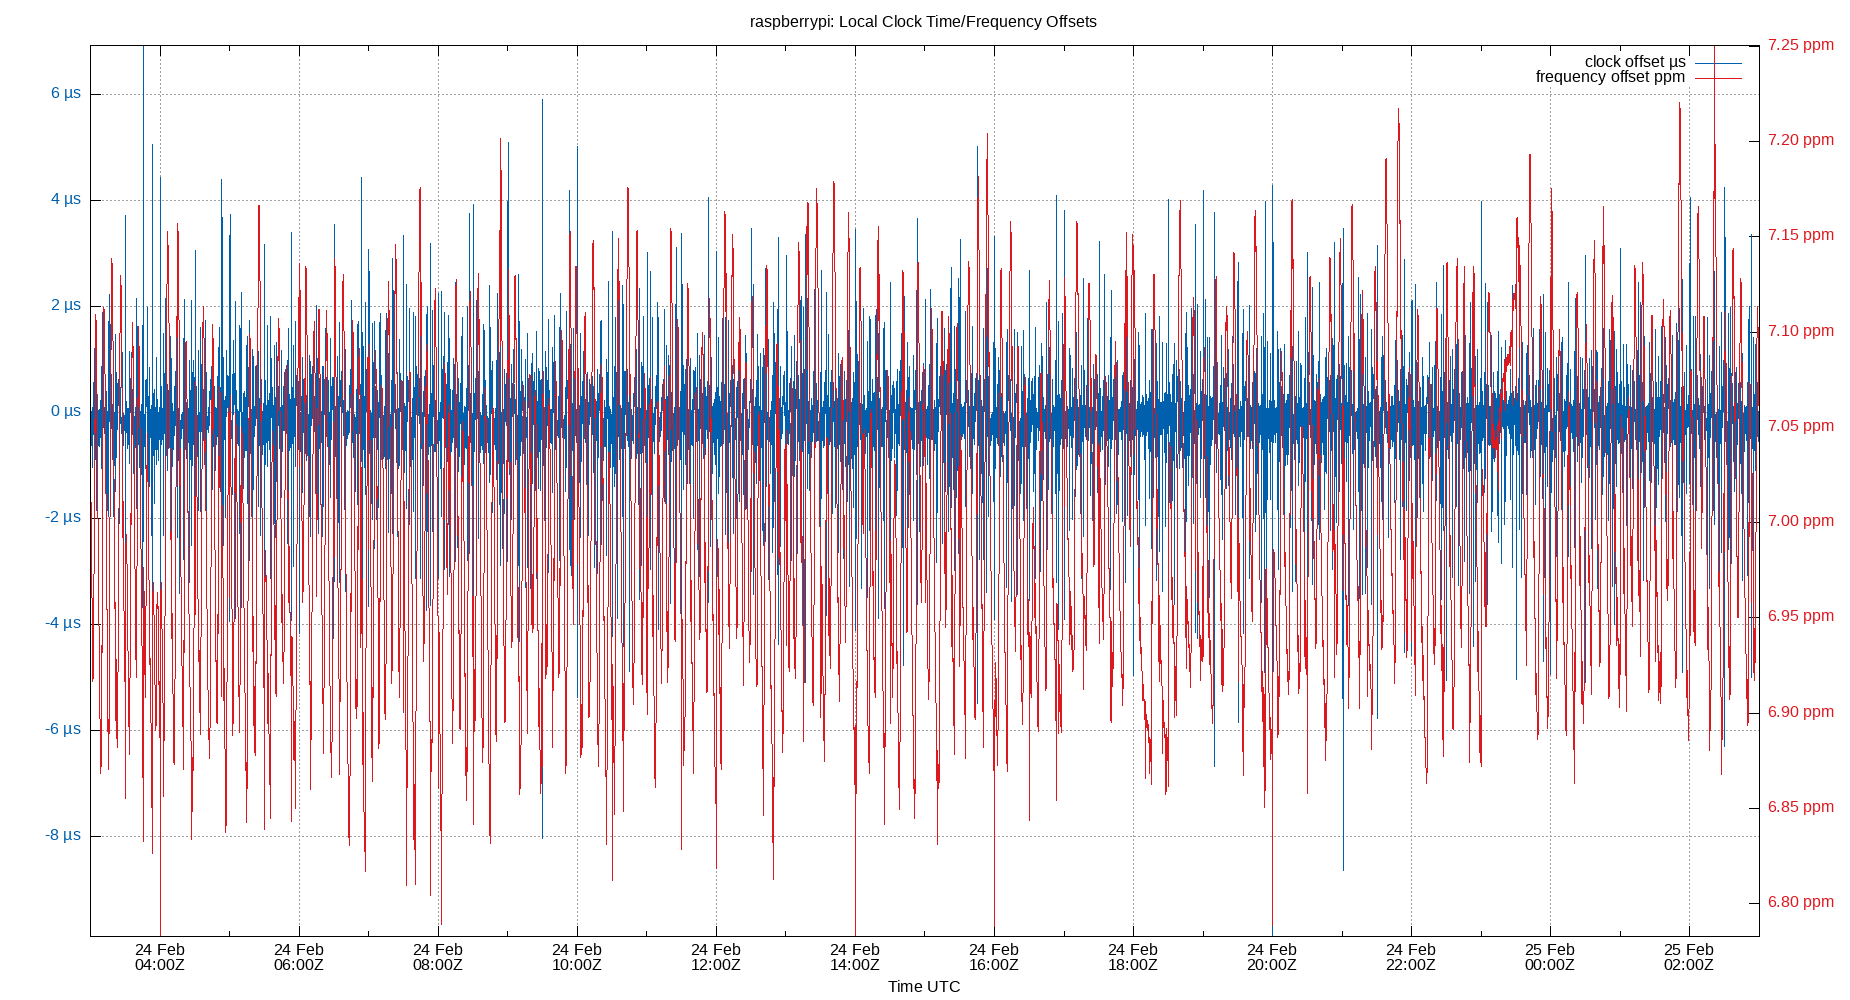 raspberrypi: Local Clock Time/Frequency Offsets
clock offset µs
frequency offset ppm
6 µs
4 µs
2 µs
0 µs
-2 µs
-4 µs
-6 µs
-8 µs
7.25 ppm
7.20 ppm
7.15 ppm
7.10 ppm
7.05 ppm
7.00 ppm
6.95 ppm
6.90 ppm
6.85 ppm
6.80 ppm
24 Feb
04:00Z
24 Feb
06:00Z
24 Feb
08:00Z
24 Feb
10:00Z
24 Feb
12:00Z
24 Feb
14:00Z
24 Feb
16:00Z
24 Feb
18:00Z
24 Feb
20:00Z
24 Feb
22:00Z
25 Feb
00:00Z
25 Feb
02:00Z
Time UTC